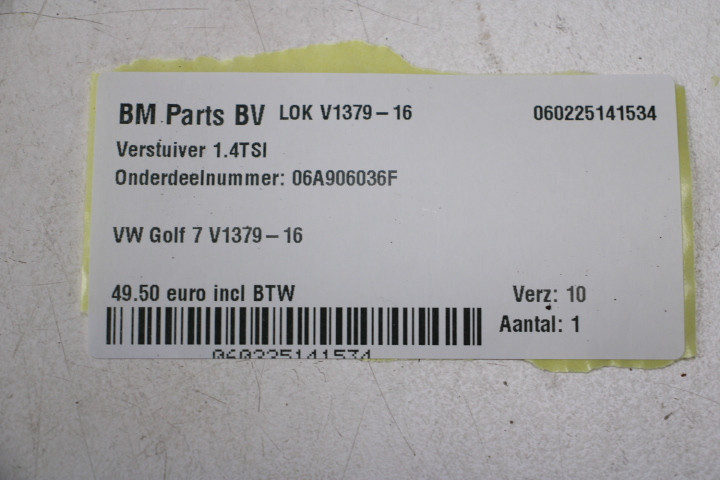 BM Parts BV LOK V1379-16 060225141534
Verstuiver 1.4TSI
Onderdeelnummer: 06A906036F
VW Golf 7 V1379-16
49.50 euro incl BTW Verz: 10
Aantal: 1
060225141534